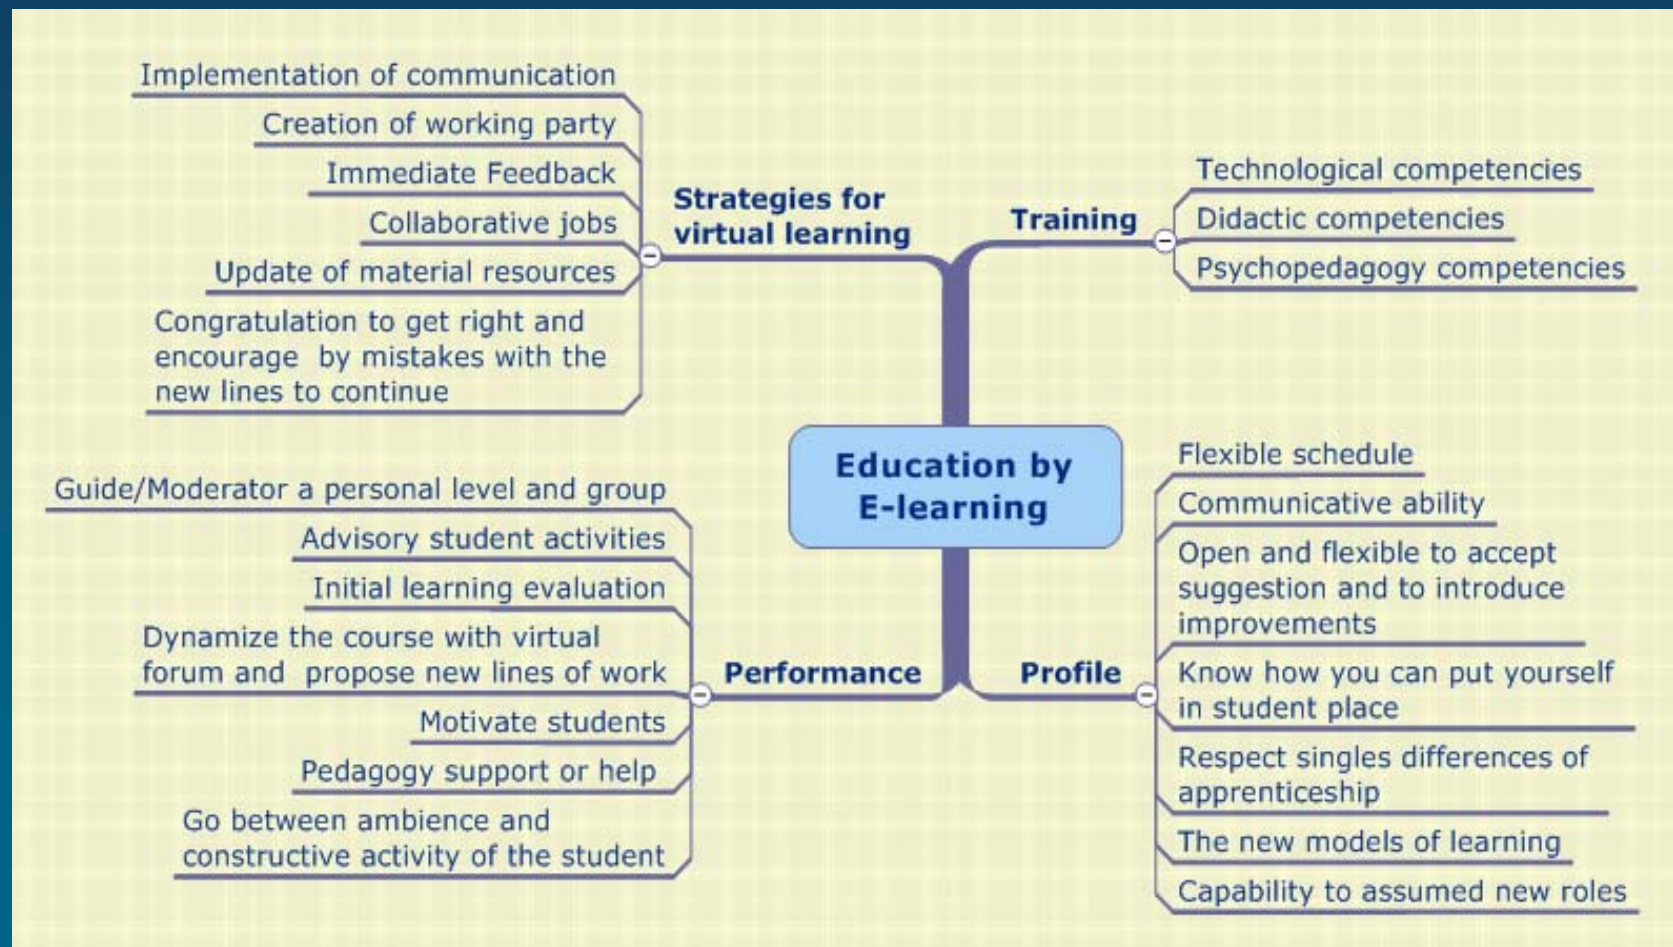 Education by
E-learning
Strategies for
virtual learning
Implementation of communication
Creation of working party
Immediate Feedback
Collaborative jobs
Update of material resources
Congratulation to get right and
encourage by mistakes with the
new lines to continue
Training
Technological competencies
Didactic competencies
Psychopedagogy competencies
Performance
Guide/Moderator a personal level and group
Advisory student activities
Initial learning evaluation
Dynamize the course with virtual
forum and propose new lines of work
Motivate students
Pedagogy support or help
Go between ambience and
constructive activity of the student
Profile
Flexible schedule
Communicative ability
Open and flexible to accept
suggestion and to introduce
improvements
Know how you can put yourself
in student place
Respect singles differences of
apprenticeship
The new models of learning
Capability to assumed new roles